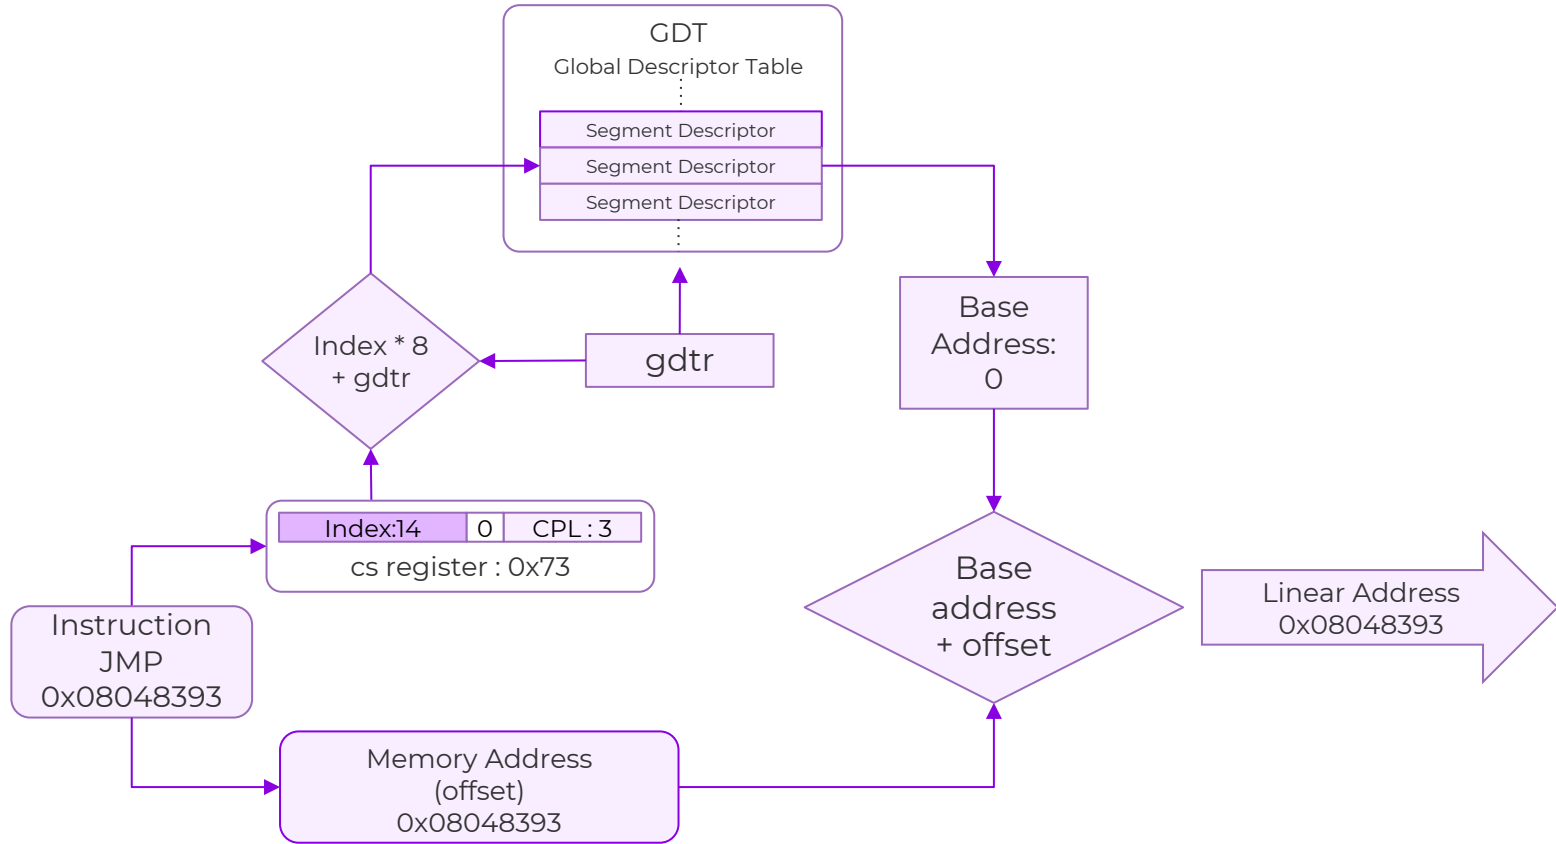 GDT
Global Descriptor Table
Segment Descriptor
Segment Descriptor
Segment Descriptor
Index * 8
+ gdtr
gdtr
Base
Address:
0
Index:14
0
CPL : 3
cs register : 0x73
Instruction
JMP
0x08048393
Base
address
+ offset
Linear Address
0x08048393
Memory Address
(offset)
0x08048393